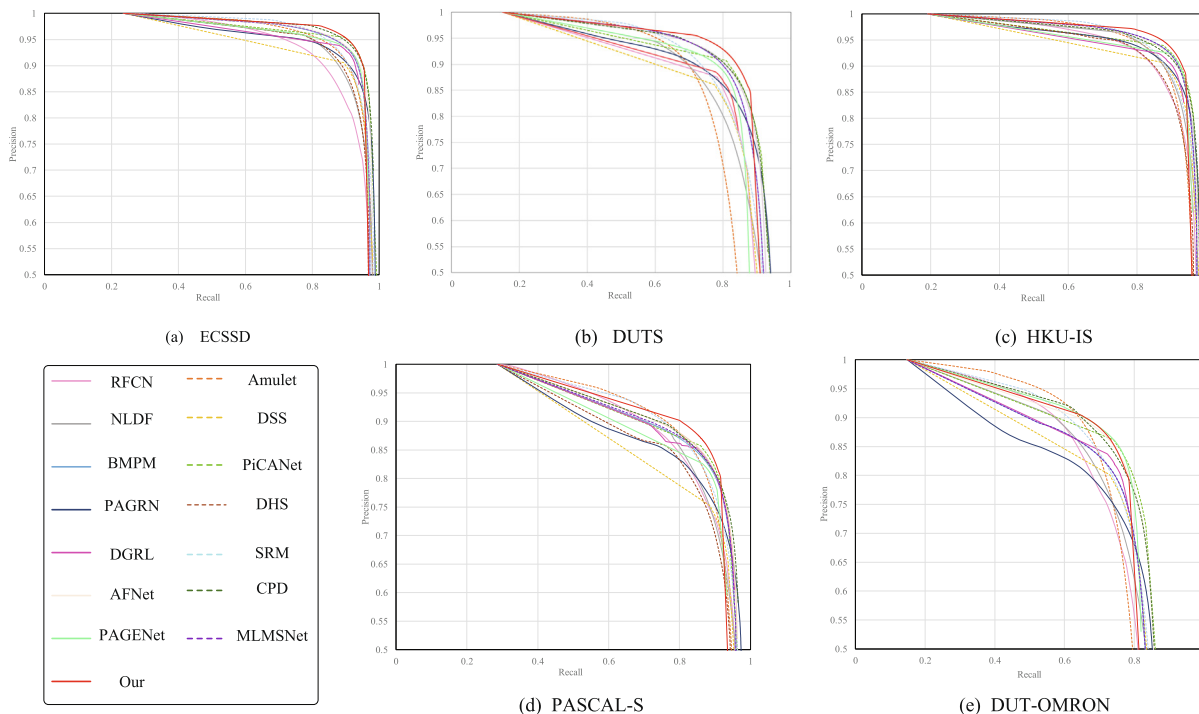 1
0.95
0.9
0.85
0.8
0.75
0.7
0.65
0.6
0.55
0.5
0
0.2
0.4
0.6
0.8
1
Precision
Recall
(a) ECSSD
1
0.95
0.9
0.85
0.8
0.75
0.7
0.65
0.6
0.55
0.5
0
0.2
0.4
0.6
0.8
1
Precision
Recall
(b) DUTS
1
0.95
0.9
0.85
0.8
0.75
0.7
0.65
0.6
0.55
0.5
0
0.2
0.4
0.6
0.8
Precision
Recall
(c) HKU-IS
RFCN
Amulet
NLDF
DSS
BMPM
PiCANet
PAGRN
DHS
DGRL
SRM
AFNet
CPD
PAGENet
MLMSNet
Our
1
0.95
0.9
0.85
0.8
0.75
0.7
0.65
0.6
0.55
0.5
0
0.2
0.4
0.6
0.8
1
Precision
Recall
(d) PASCAL-S
1
0.95
0.9
0.85
0.8
0.75
0.7
0.65
0.6
0.55
0.5
0
0.2
0.4
0.6
0.8
Precision
Recall
(e) DUT-OMRON